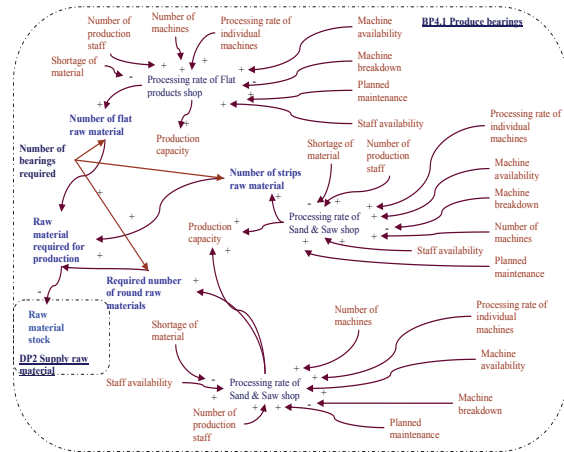 BP4.1 Produce bearings
Number of
production
staff
Number of
machines
Processing rate of
individual machines
Machine
availability
Shortage of
material
Machine
breakdown
Processing rate of Flat
products shop
Planned
maintenance
Number of flat
raw material
Production
capacity
Staff availability
Processing rate of
individual
machines
Number of
bearings
required
Number of strips
raw material
Shortage of
material
Number of
production
staff
Machine
availability
Machine
breakdown
Raw
material
required for
production
Production
capacity
Processing rate of
Sand & Saw shop
Number of
machines
Staff availability
Planned
maintenance
Required number
of round raw
materials
Raw
material
stock
DP2 Supply raw
material
Shortage of
material
Number of
machines
Processing rate of
individual
machines
Machine
availability
Staff availability
Processing rate of
Sand & Saw shop
Number of
production
staff
Machine
breakdown
Planned
maintenance